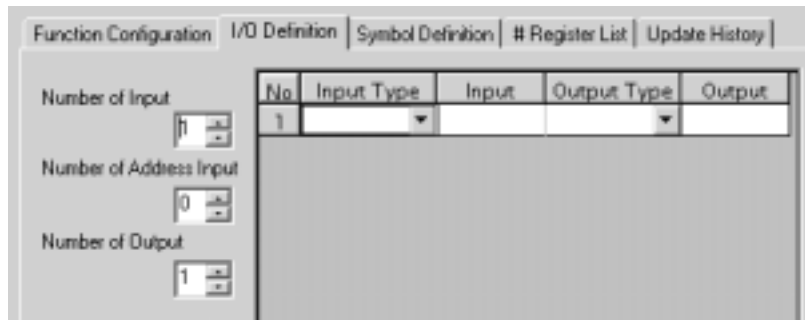 Function Configuration I/O Definition Symbol Definition # Register List Update History
Number of Input
1
Number of Address Input
0
Number of Output
1
No Input Type Input Output Type Output
1